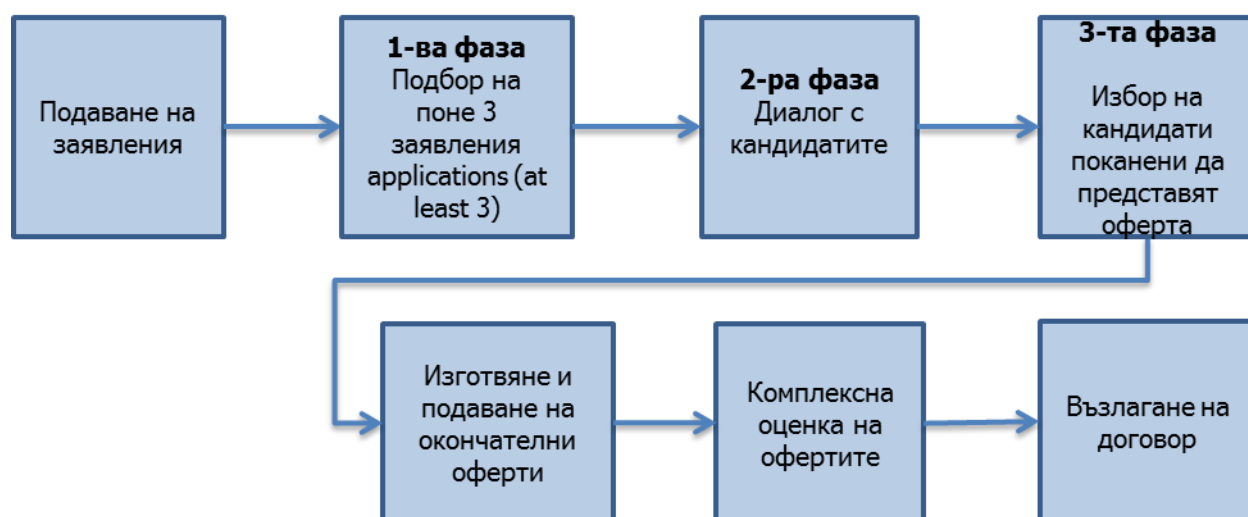 Подаване на
заявления
1-ва фаза
Подбор на
поне 3
заявления
applications (at
least 3)
2-ра фаза
Диалог с
кандидатите
3-та фаза
Избор на
кандидати
поканени да
представят
оферта
Изготвяне и
подаване на
окончателни
оферти
Комплексна
оценка на
офертите
Възлагане на
договор